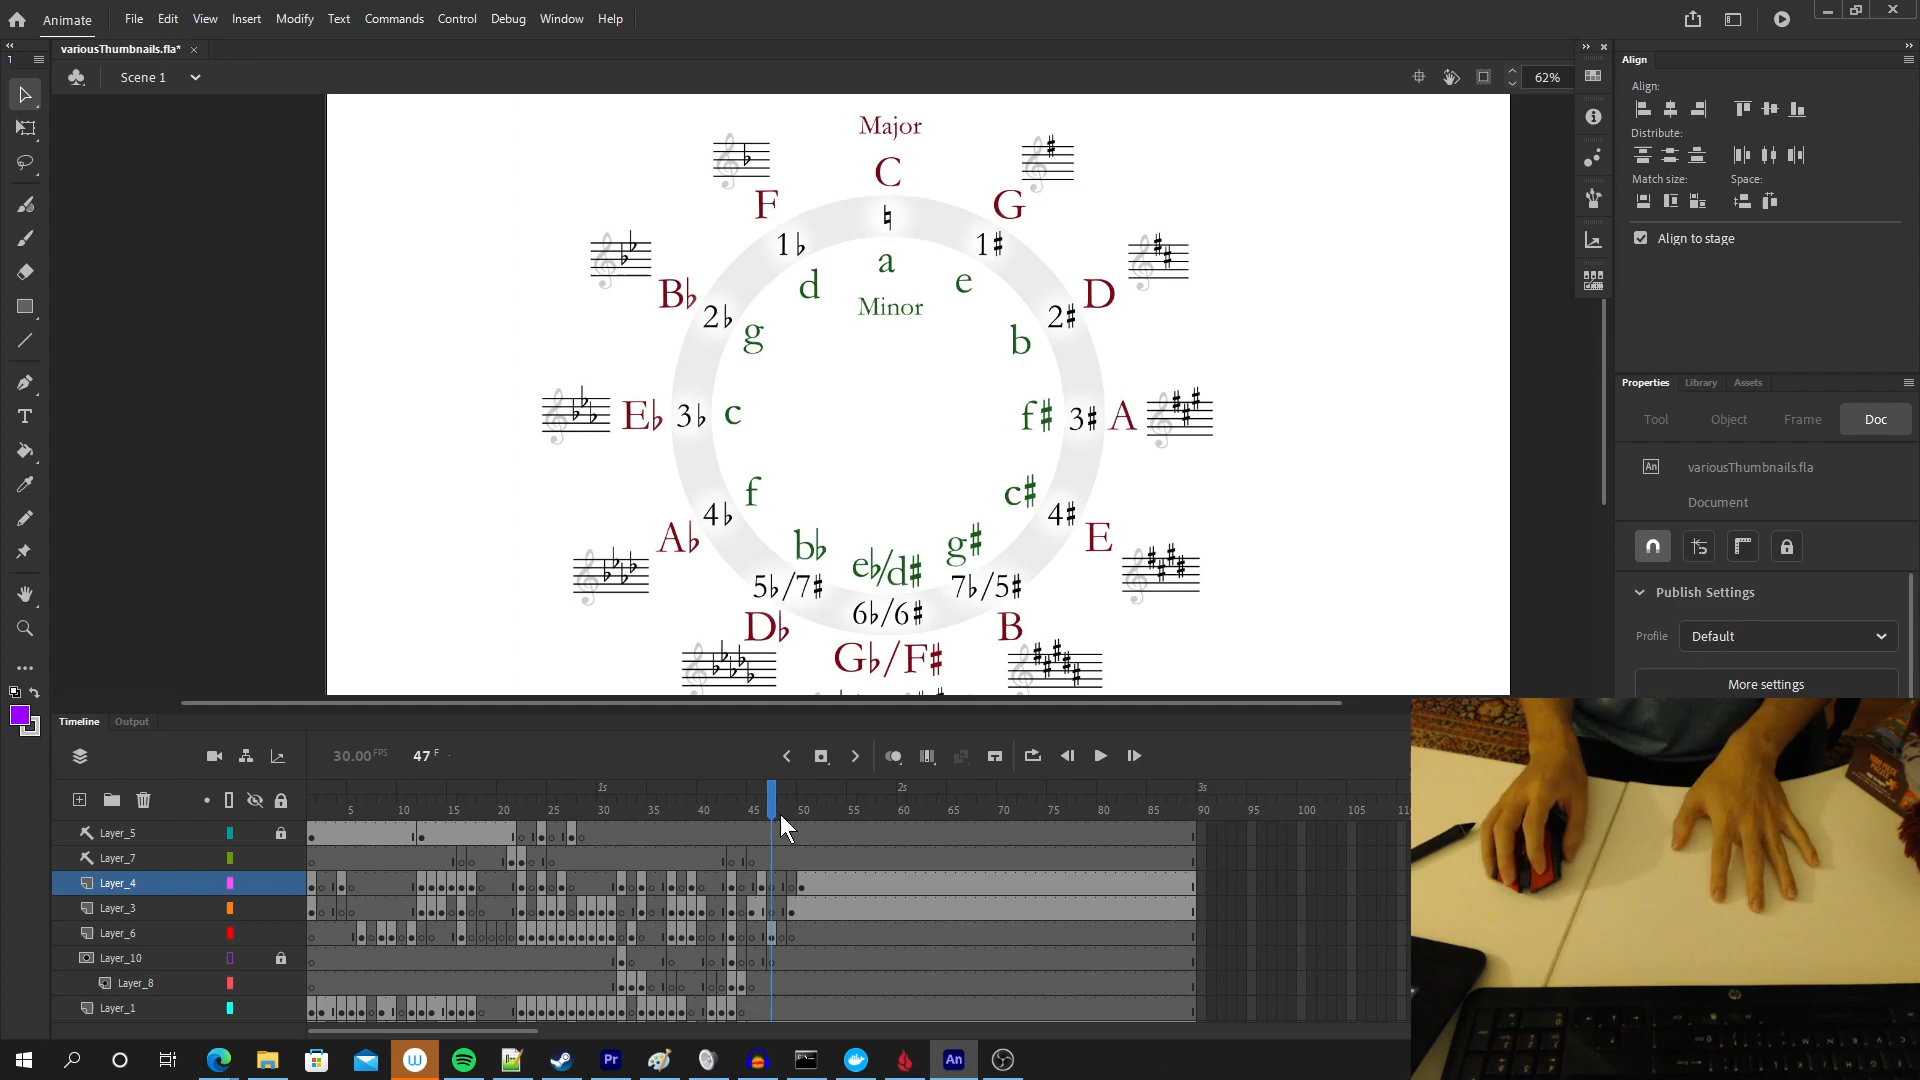 Animate File Edit View Insert Modify Text Commands Control Debug Window Help
variousThumbnails.fla*
1
Scene 1
62%
Align
Align:
Distribute:
Match size: Space:
Align to stage
Major
C
F
G
♮
1♭
1#
a
d
e
Minor
B♭
D
2♭
2#
g
b
E♭
3♭
c
f#
3#
A
f
c#
4♭
4#
A♭
E
b♭
g#
e♭/d#
5♭/7#
7♭/5#
6♭/6#
D♭
B
G♭/F#
Properties Library Assets
Tool Object Frame Doc
An variousThumbnails.fla
Document
Publish Settings
Profile Default
More settings
Timeline Output
30.00 FPS 47 F
1s 2s 3s
5 10 15 20 25 30 35 40 45 50 55 60 65 70 75 80 85 90 95 100 105
Layer_5
Layer_7
Layer_4
Layer_3
Layer_6
Layer_10
Layer_8
Layer_1
W Pr An